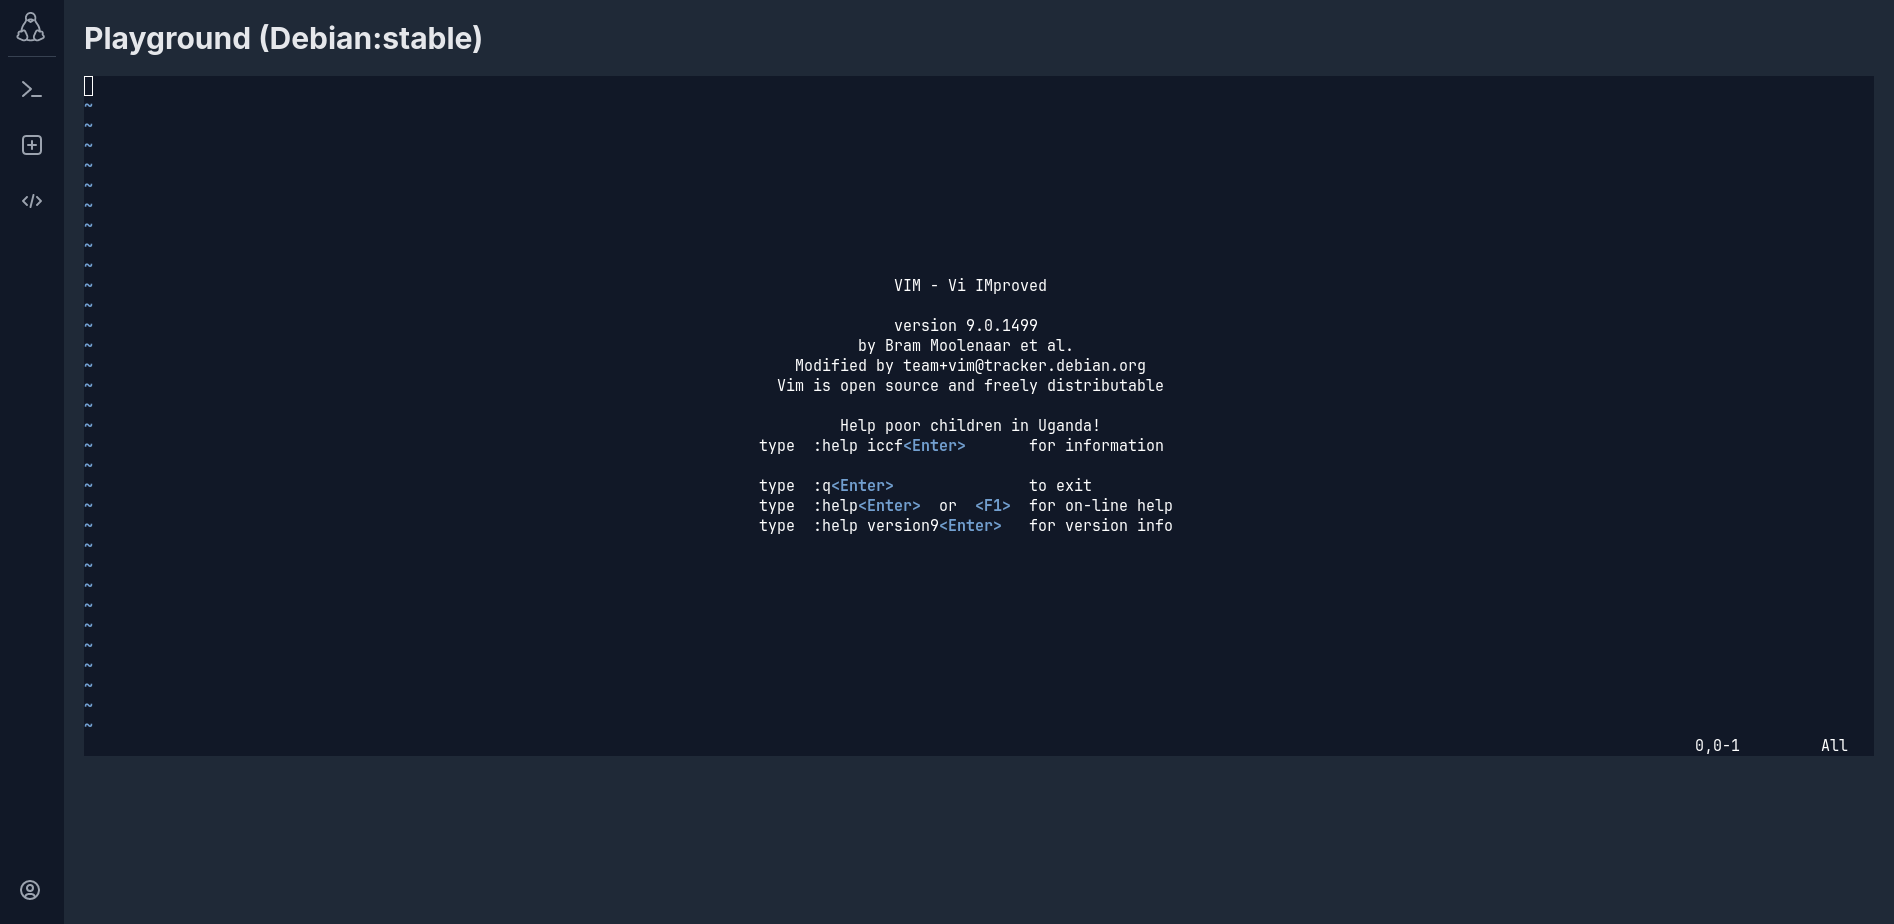 Playground (Debian:stable)
~
~
~
~
~
~
~
~
~
~ VIM - Vi IMproved
~
~ version 9.0.1499
~ by Bram Moolenaar et al.
~ Modified by team+vim@tracker.debian.org
~ Vim is open source and freely distributable
~
~ Help poor children in Uganda!
~ type  :help iccf<Enter>       for information
~
~ type  :q<Enter>               to exit
~ type  :help<Enter>  or  <F1>  for on-line help
~ type  :help version9<Enter>   for version info
~
~
~
~
~
~
~
~
~
~
0,0-1         All